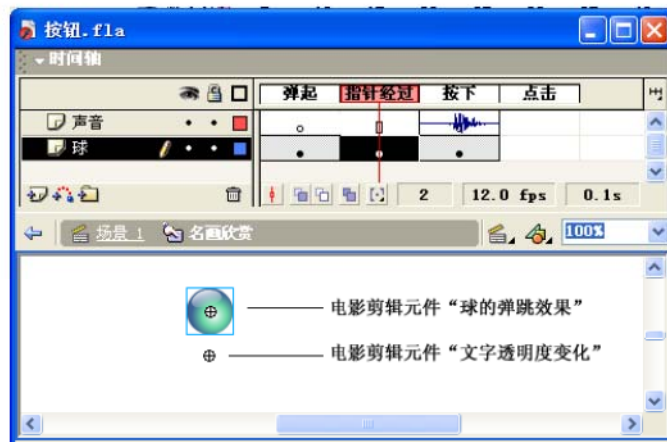 按钮.fla
时间轴
弹起 指针经过 按下 点击
声音
球
2 12.0 fps 0.1s
场景 1 名画欣赏 100%
电影剪辑元件“球的弹跳效果”
电影剪辑元件“文字透明度变化”